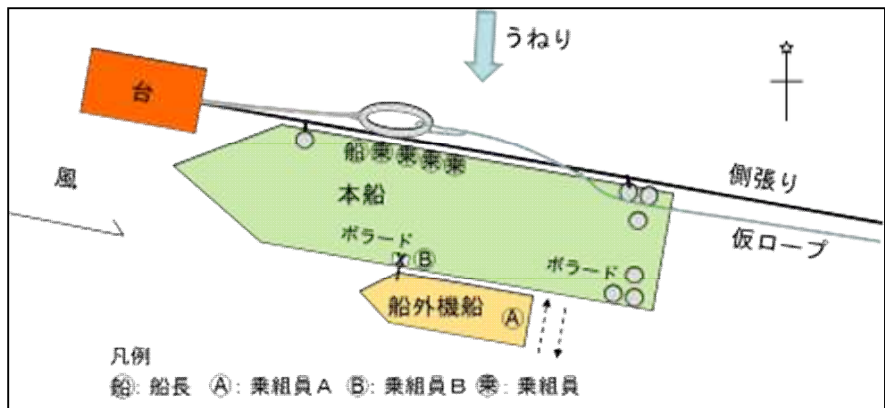 うねり
台
船乗乗乗乗
側張り
風
本船
仮ロープ
ボラード
Ⓑ
ボラード
船外機船
Ⓐ
凡例
船: 船長 Ⓐ: 乗組員A Ⓑ: 乗組員B 乗: 乗組員